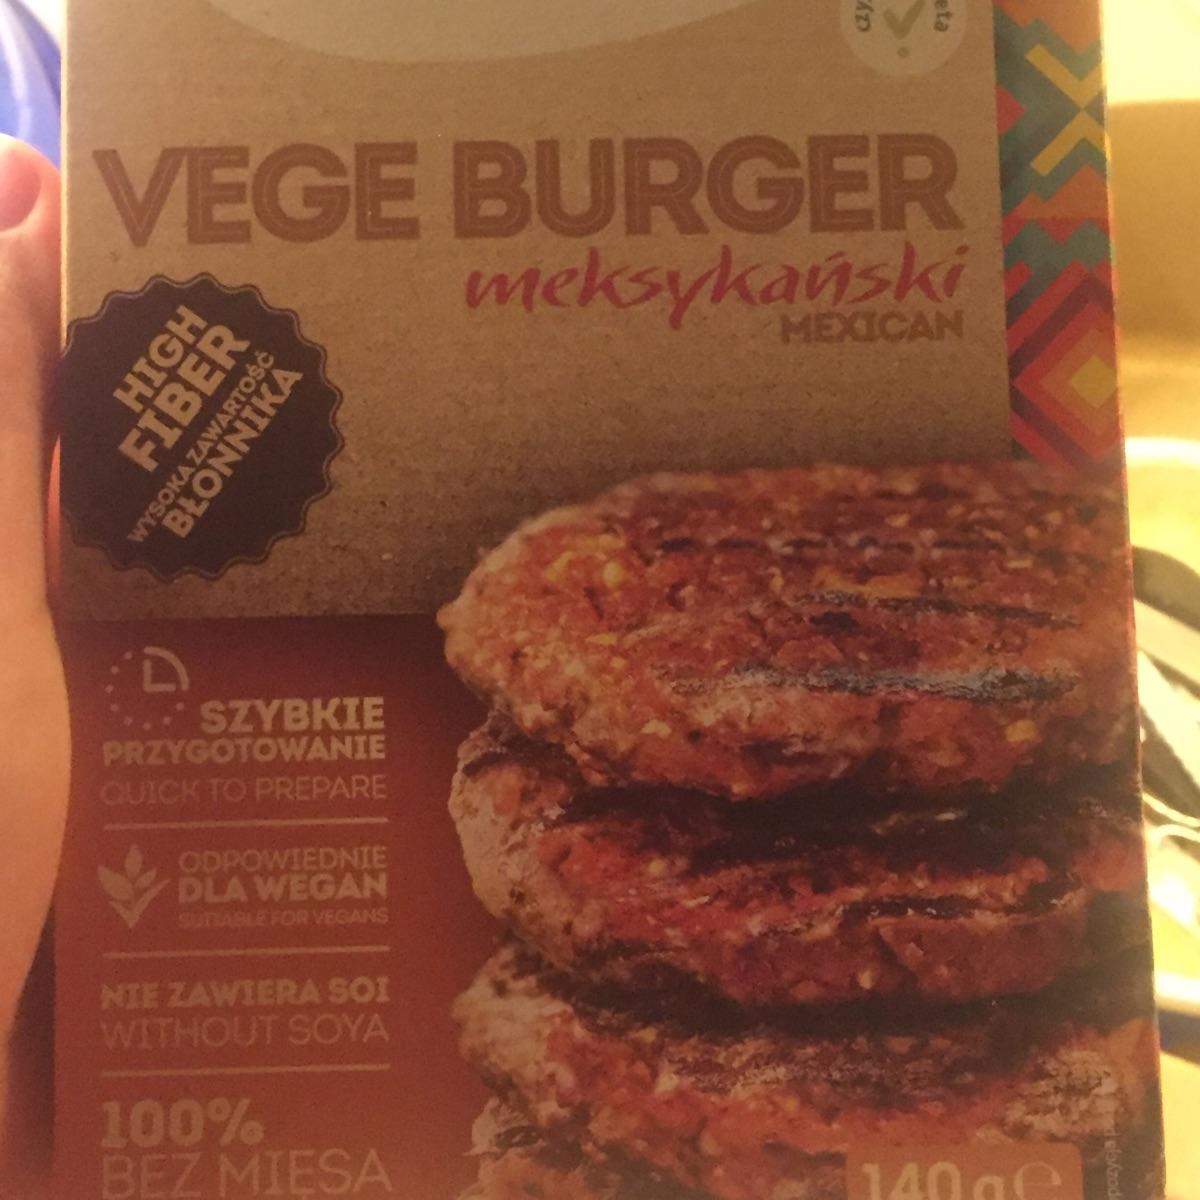 VEGE BURGER
meksykański
MEXICAN
HIGH
FIBER
WYSOKA ZAWARTOŚĆ
BŁONNIKA
SZYBKIE
PRZYGOTOWANIE
QUICK TO PREPARE
ODPOWIEDNIE
DLA WEGAN
SUITABLE FOR VEGANS
NIE ZAWIERA SOI
WITHOUT SOYA
100%
BEZ MIĘSA
140 g ℮